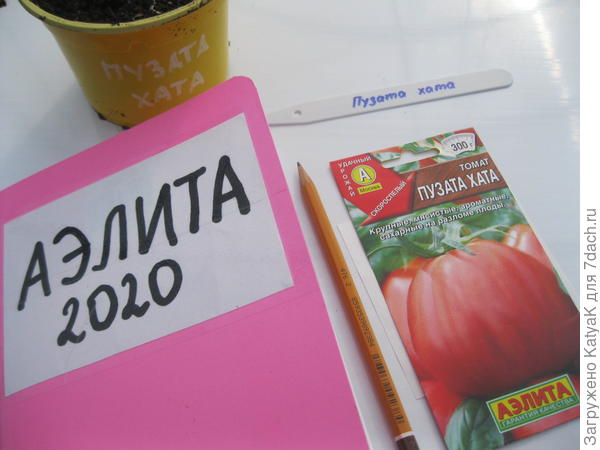 ПУЗАТА
ХАТА
Пузата хата
АЭЛИТА
2020
УДАЧНЫЙ
УРОЖАЙ
А
Москва
СКОРОСПЕЛЫЙ
300 г
ТОМАТ
ПУЗАТА ХАТА
Крупные, мясистые, ароматные,
сахарные на разломе плоды
АЭЛИТА
ГАРАНТИЯ КАЧЕСТВА
Загружено KatyaK для 7dach.ru